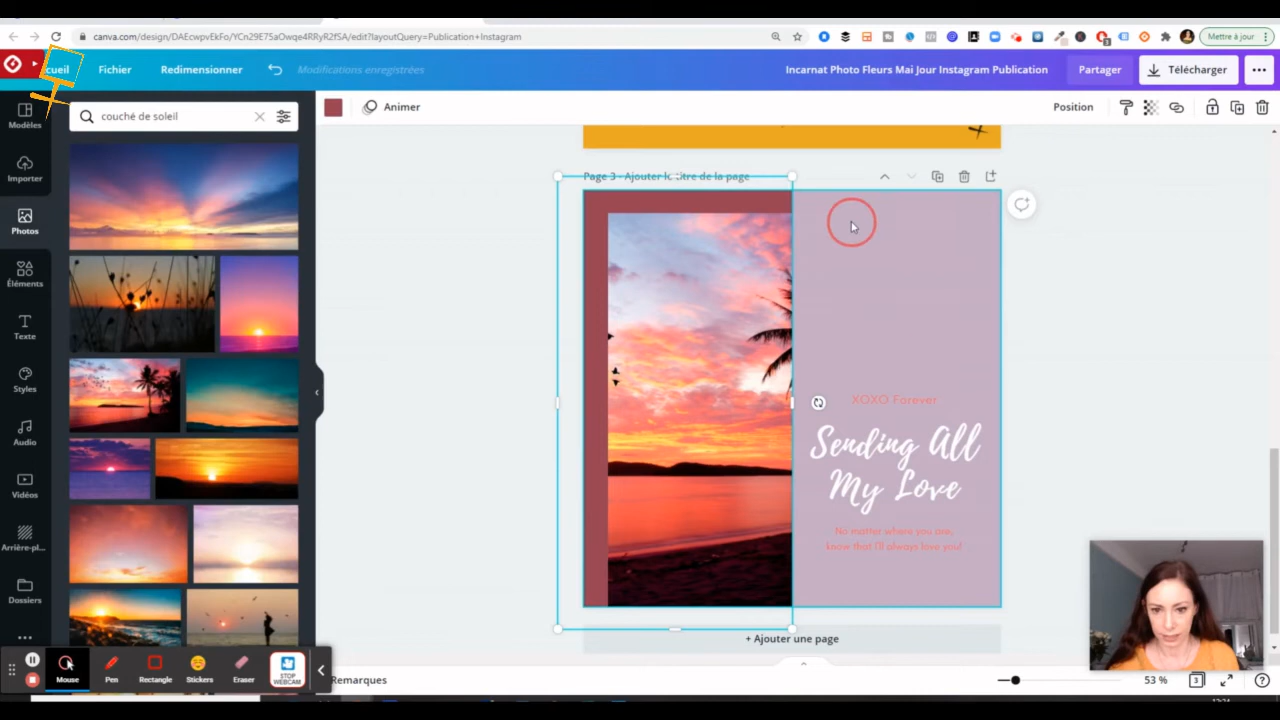 canva.com/design/DAEcwpvEkFo/YCn29E75aOwqe4RRyR2fSA/edit?layoutQuery=Publication+Instagram
Mettre à jour
cueil
Fichier
Redimensionner
Modifications enregistrées
Incarnat Photo Fleurs Mai Jour Instagram Publication
Partager
Télécharger
couché de soleil
Animer
Position
Modèles
Importer
Photos
Éléments
Texte
Styles
Audio
Vidéos
Arrière-pl...
Dossiers
Page 3 - Ajouter le titre de la page
XOXO Forever
Sending All
My Love
No matter where you are,
know that I'll always love you!
+ Ajouter une page
Remarques
53 %
3
Mouse
Pen
Rectangle
Stickers
Eraser
STOP
WEBCAM